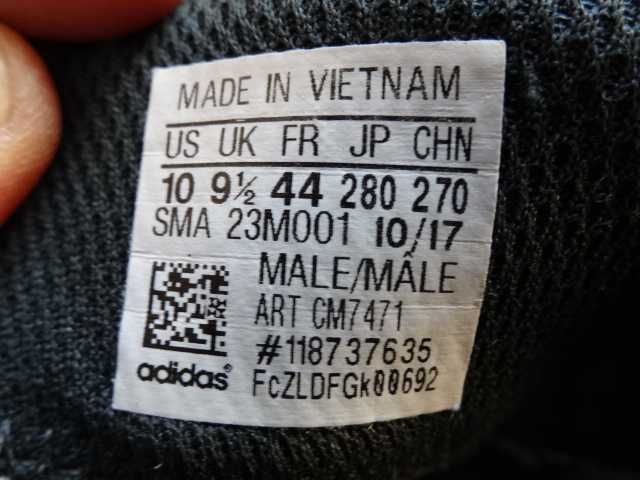 MADE IN VIETNAM
US UK FR JP CHN
10 9½ 44 280 270
SMA 23M001 10/17
MALE/MÂLE
ART CM7471
#118737635
adidas® FcZLDFGk00692